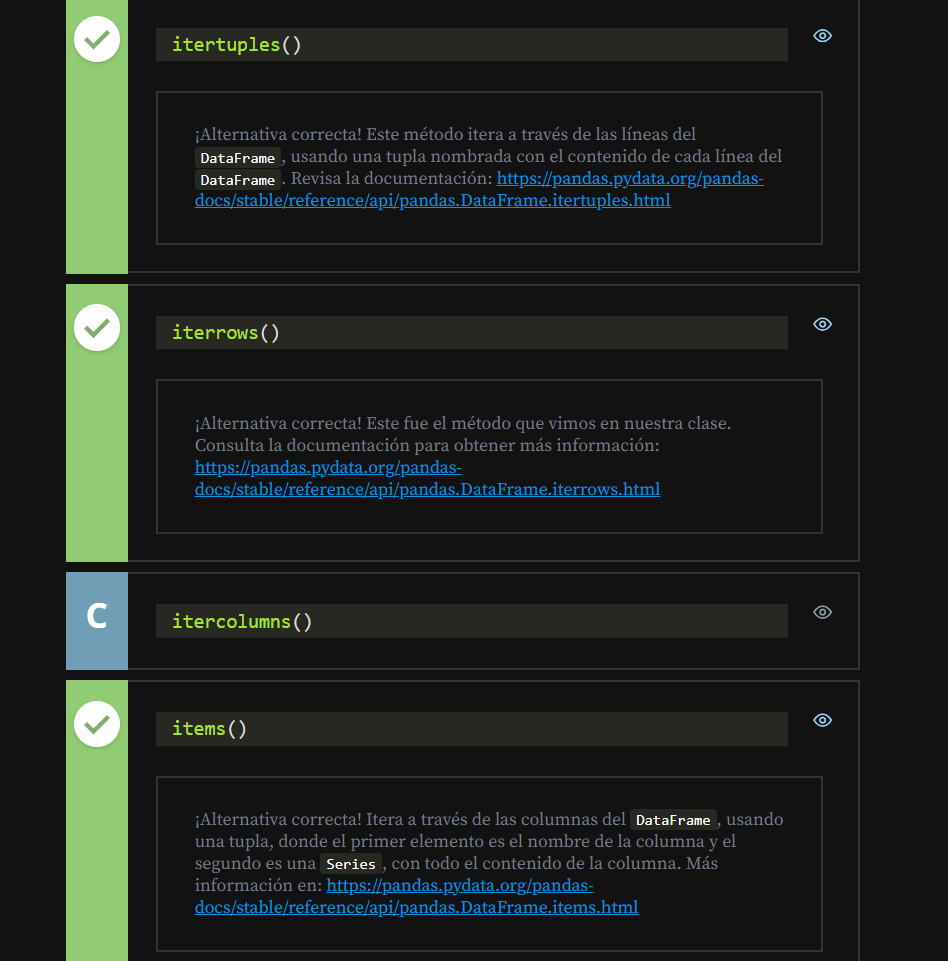 itertuples()
¡Alternativa correcta! Este método itera a través de las líneas del
DataFrame , usando una tupla nombrada con el contenido de cada línea del
DataFrame . Revisa la documentación: https://pandas.pydata.org/pandas-
docs/stable/reference/api/pandas.DataFrame.itertuples.html
iterrows()
¡Alternativa correcta! Este fue el método que vimos en nuestra clase.
Consulta la documentación para obtener más información:
https://pandas.pydata.org/pandas-
docs/stable/reference/api/pandas.DataFrame.iterrows.html
C
itercolumns()
items()
¡Alternativa correcta! Itera a través de las columnas del DataFrame , usando
una tupla, donde el primer elemento es el nombre de la columna y el
segundo es una Series , con todo el contenido de la columna. Más
información en: https://pandas.pydata.org/pandas-
docs/stable/reference/api/pandas.DataFrame.items.html